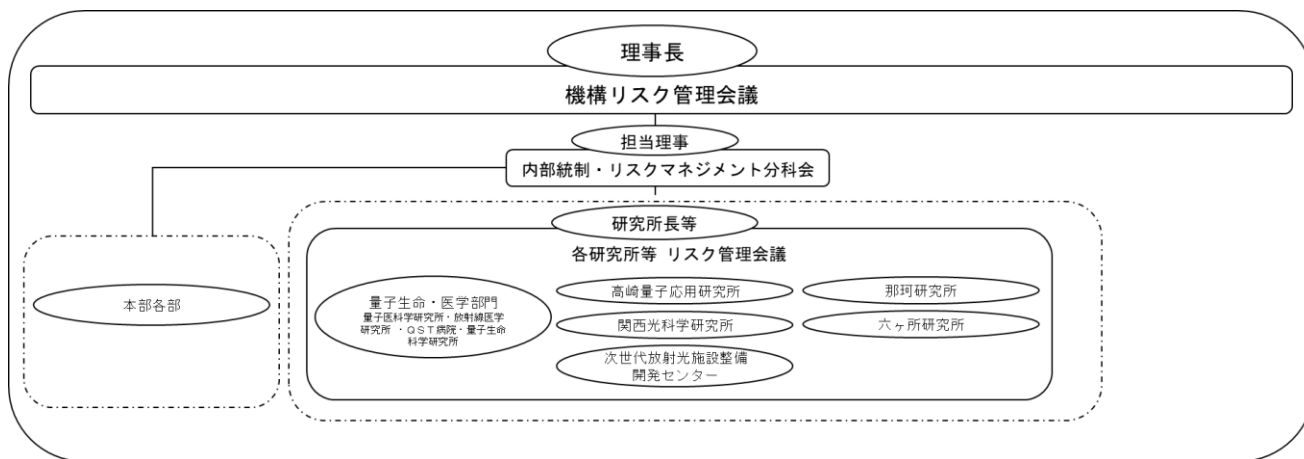 理事長
機構リスク管理会議
担当理事
内部統制・リスクマネジメント分科会
研究所長等
各研究所等 リスク管理会議
本部各部
量子生命・医学部門
量子医科学研究所・放射線医学
研究所 ・QST病院・量子生命
科学研究所
高崎量子応用研究所
関西光科学研究所
次世代放射光施設整備
開発センター
那珂研究所
六ヶ所研究所